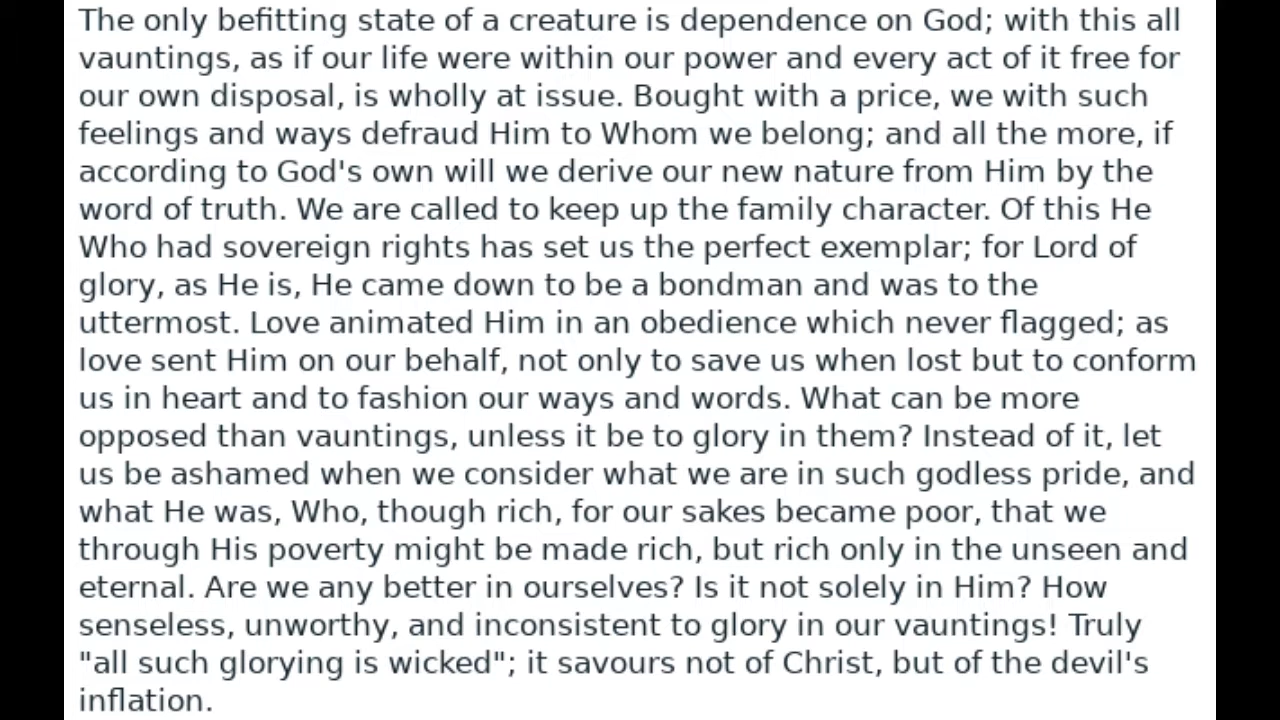 The only befitting state of a creature is dependence on God; with this all
vauntings, as if our life were within our power and every act of it free for
our own disposal, is wholly at issue. Bought with a price, we with such
feelings and ways defraud Him to Whom we belong; and all the more, if
according to God's own will we derive our new nature from Him by the
word of truth. We are called to keep up the family character. Of this He
Who had sovereign rights has set us the perfect exemplar; for Lord of
glory, as He is, He came down to be a bondman and was to the
uttermost. Love animated Him in an obedience which never flagged; as
love sent Him on our behalf, not only to save us when lost but to conform
us in heart and to fashion our ways and words. What can be more
opposed than vauntings, unless it be to glory in them? Instead of it, let
us be ashamed when we consider what we are in such godless pride, and
what He was, Who, though rich, for our sakes became poor, that we
through His poverty might be made rich, but rich only in the unseen and
eternal. Are we any better in ourselves? Is it not solely in Him? How
senseless, unworthy, and inconsistent to glory in our vauntings! Truly
"all such glorying is wicked"; it savours not of Christ, but of the devil's
inflation.